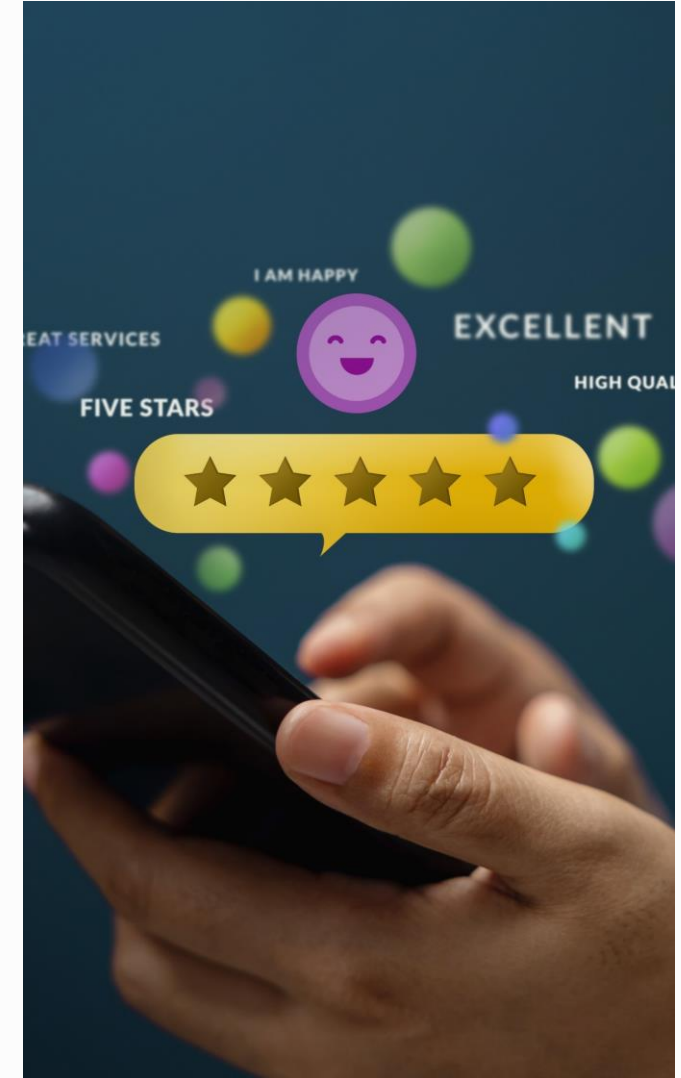 I AM HAPPY
EXCELLENT
EAT SERVICES
HIGH QUAL
FIVE STARS